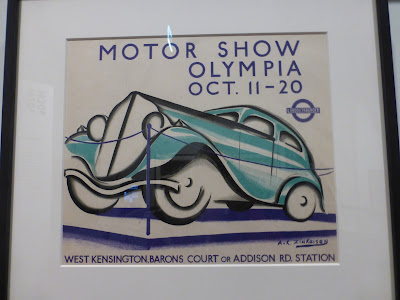 MOTOR SHOW
OLYMPIA
OCT. 11-20
WEST KENSINGTON, BARONS COURT OR ADDISON RD. STATION